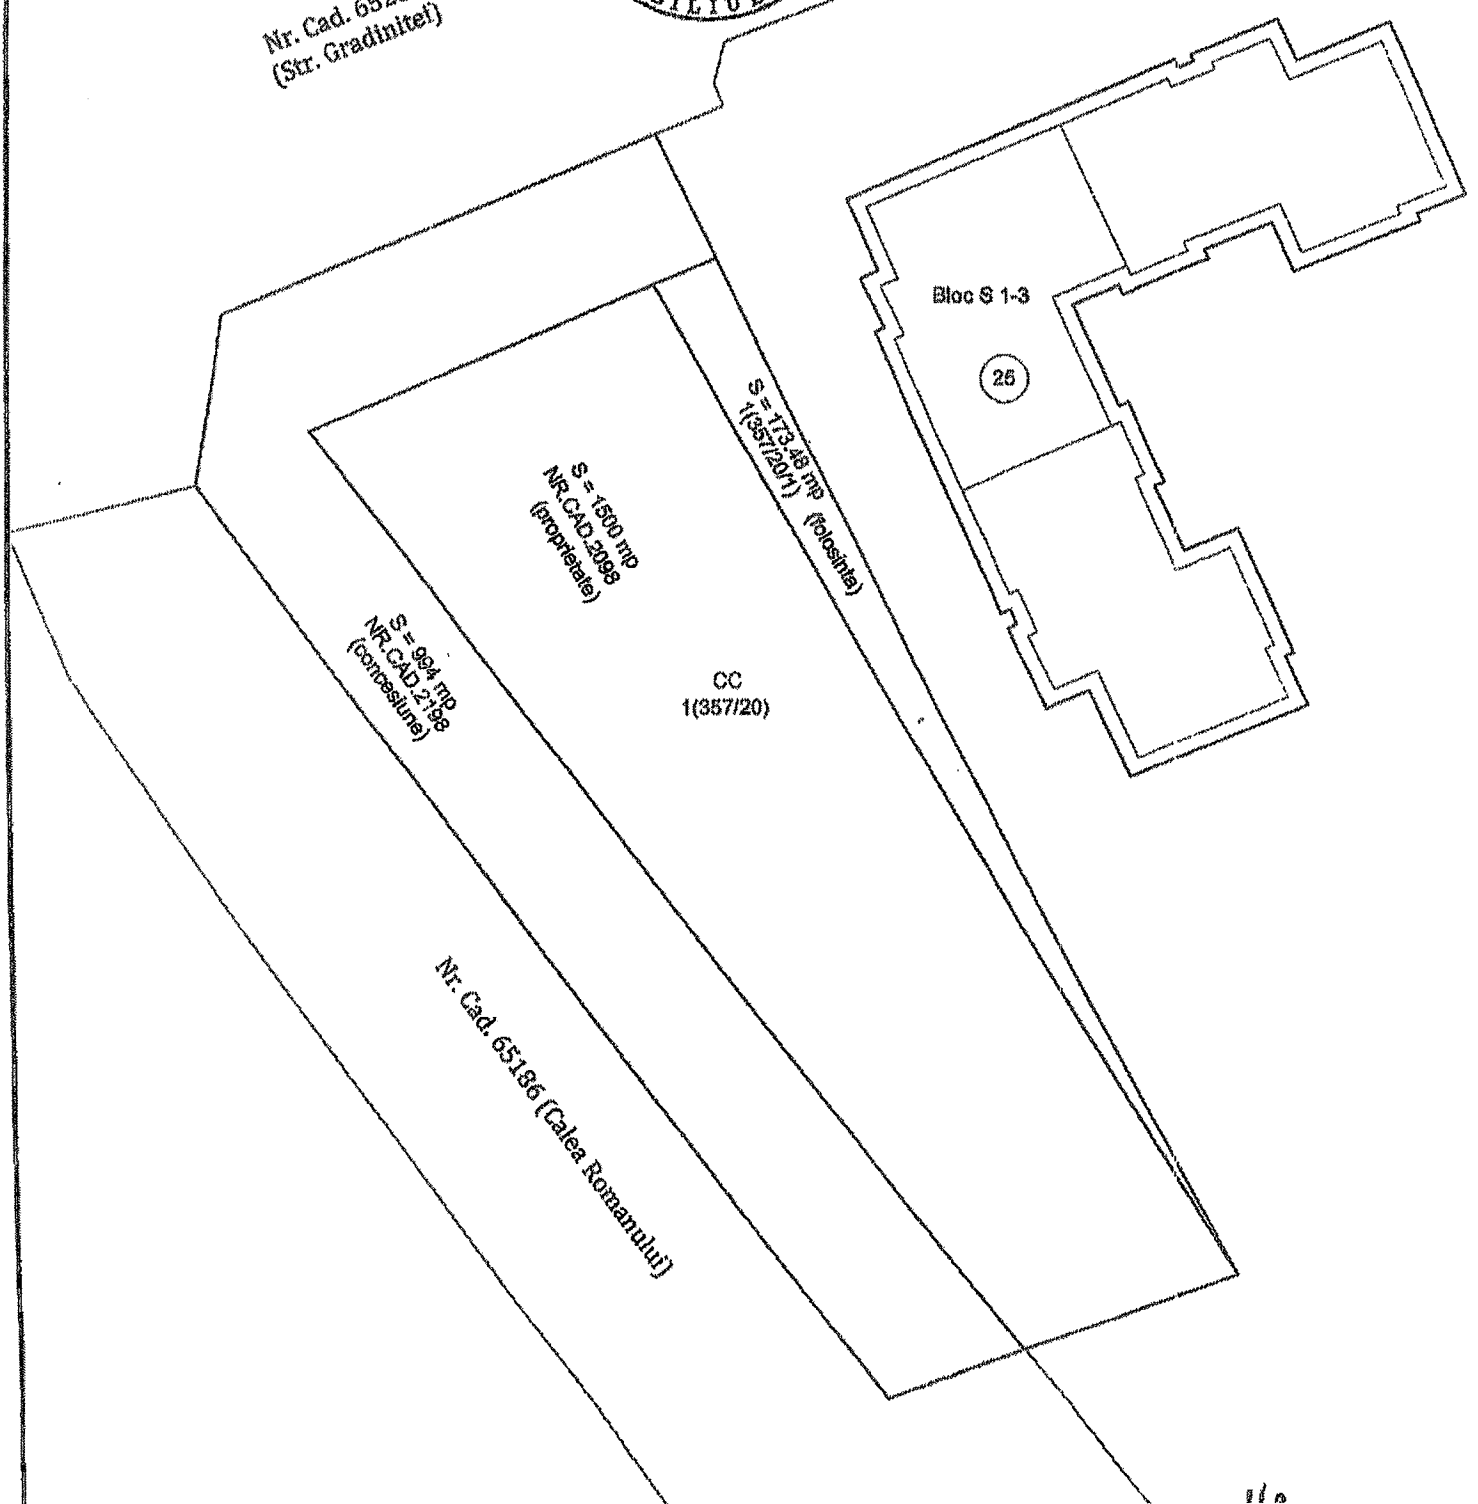 Nr. Cad.
(Str. Gradinitei)
Bloc S 1-3
25
S = 173.48 mp
1(357/20/1) (folosinta)
S = 1500 mp
NR.CAD.2098
(proprietate)
S = 994 mp
NR.CAD.2198
(concesiune)
CC
1(357/20)
Nr. Cad. 65186 (Calea Romanului)